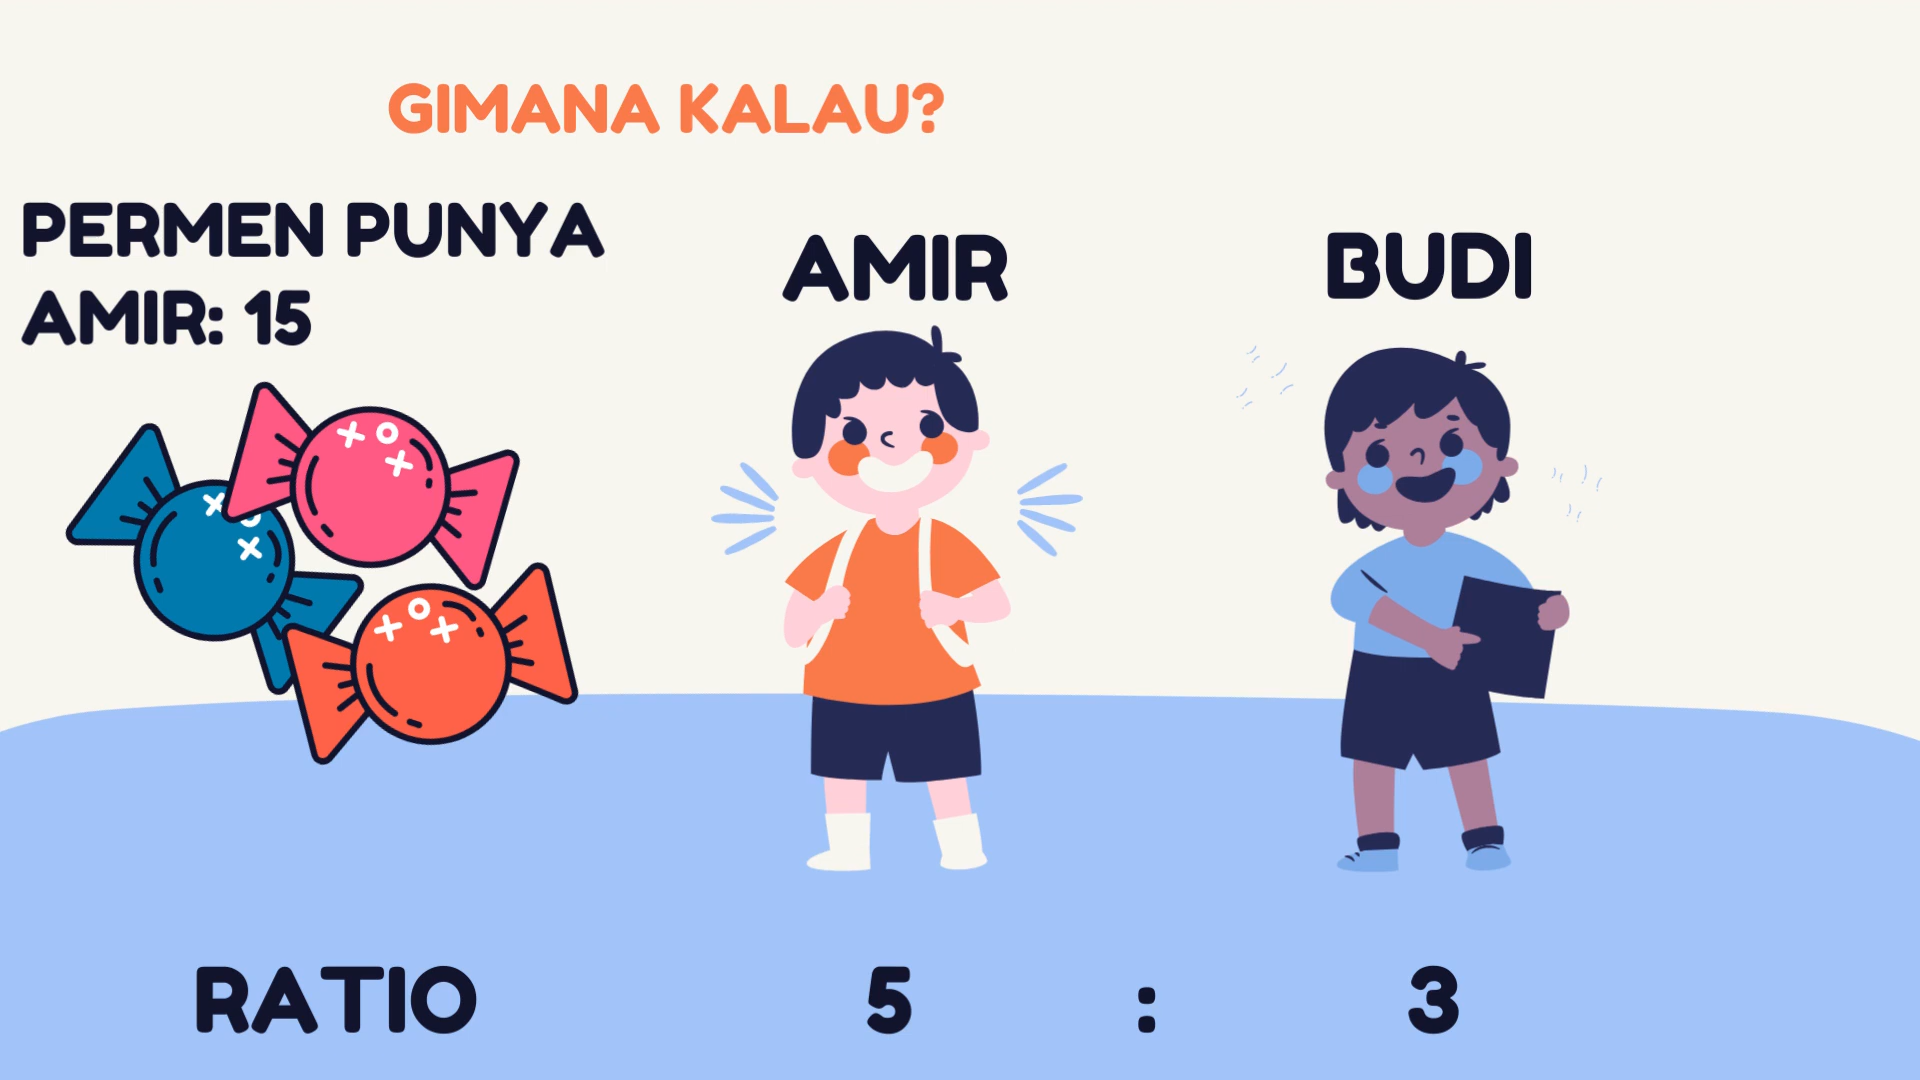 GIMANA KALAU?
PERMEN PUNYA
AMIR: 15
AMIR
BUDI
RATIO 5 : 3